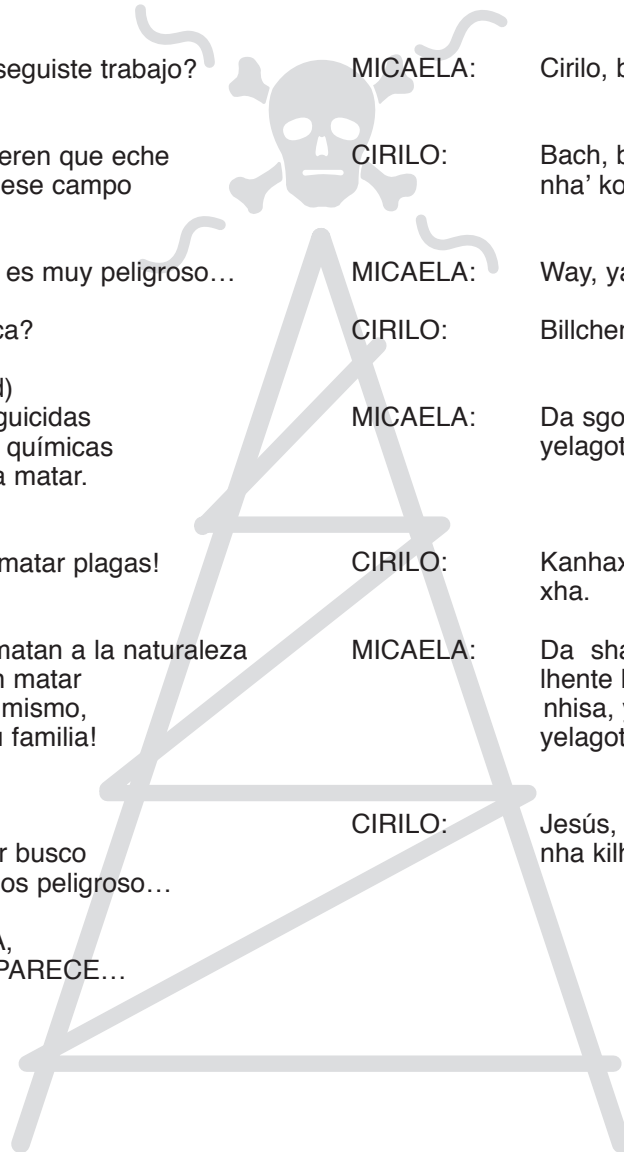 seguiste trabajo?
eren que eche
ese campo
es muy peligroso…
ca?
d)
guicidas
químicas
a matar.
matar plagas!
matan a la naturaleza
n matar
mismo,
u familia!
r busco
os peligroso…
A,
PARECE…
MICAELA: Cirilo, b
CIRILO: Bach, b
nha' ko
MICAELA: Way, ya
CIRILO: Billcher
MICAELA: Da sgo
yelagot
CIRILO: Kanhax
xha.
MICAELA: Da sha
lhente
nhisa, y
yelagot
CIRILO: Jesús,
nha kilh